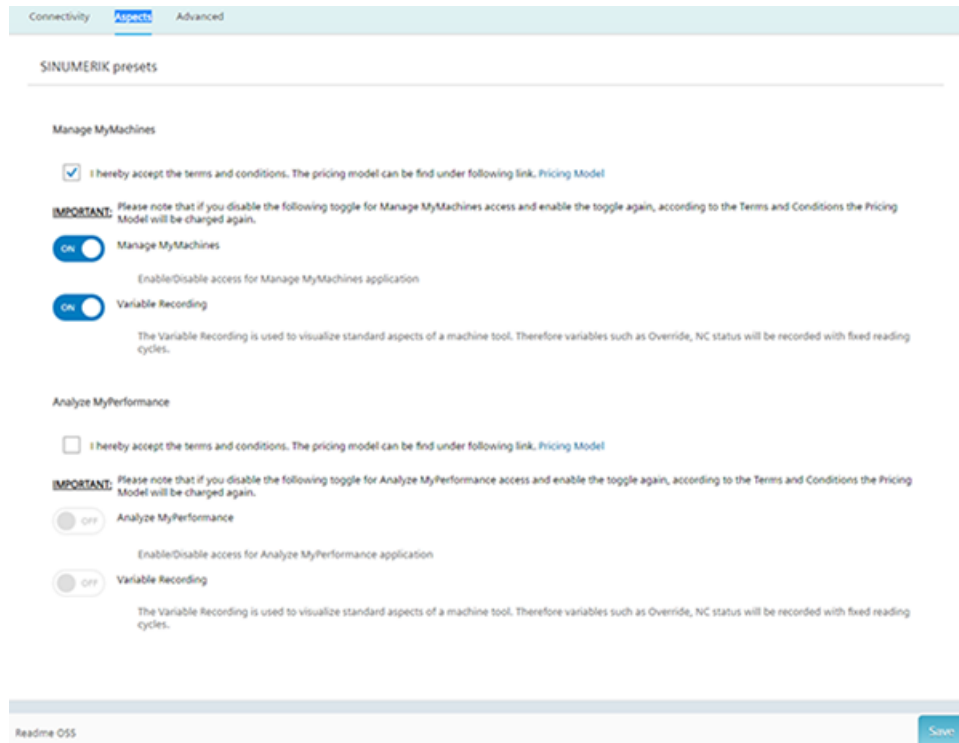 Connectivity Aspects Advanced
SINUMERIK presets
Manage MyMachines
I hereby accept the terms and conditions. The pricing model can be find under following link. Pricing Model
IMPORTANT: Please note that if you disable the following toggle for Manage MyMachines access and enable the toggle again, according to the Terms and Conditions the Pricing
Model will be charged again.
ON Manage MyMachines
Enable/Disable access for Manage MyMachines application
ON Variable Recording
The Variable Recording is used to visualize standard aspects of a machine tool. Therefore variables such as Override, NC status will be recorded with fixed reading
cycles.
Analyze MyPerformance
I hereby accept the terms and conditions. The pricing model can be find under following link. Pricing Model
IMPORTANT: Please note that if you disable the following toggle for Analyze MyPerformance access and enable the toggle again, according to the Terms and Conditions the Pricing
Model will be charged again.
OFF Analyze MyPerformance
Enable/Disable access for Analyze MyPerformance application
OFF Variable Recording
The Variable Recording is used to visualize standard aspects of a machine tool. Therefore variables such as Override, NC status will be recorded with fixed reading
cycles.
Readme OSS Save